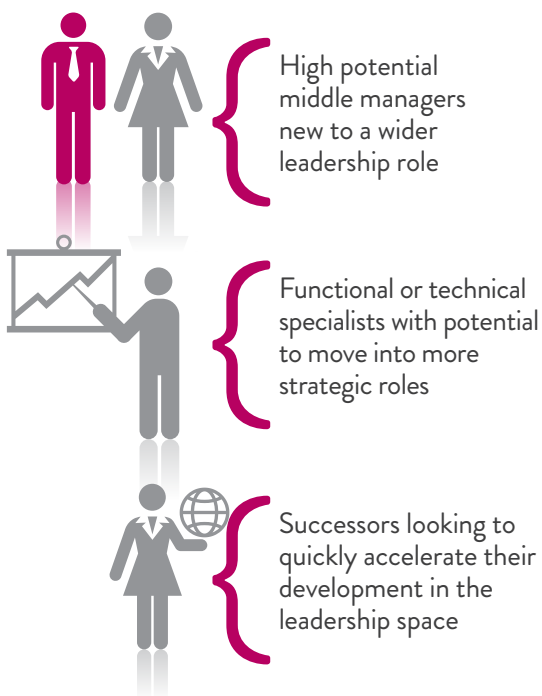 High potential
middle managers
new to a wider
leadership role
Functional or technical
specialists with potential
to move into more
strategic roles
Successors looking to
quickly accelerate their
development in the
leadership space